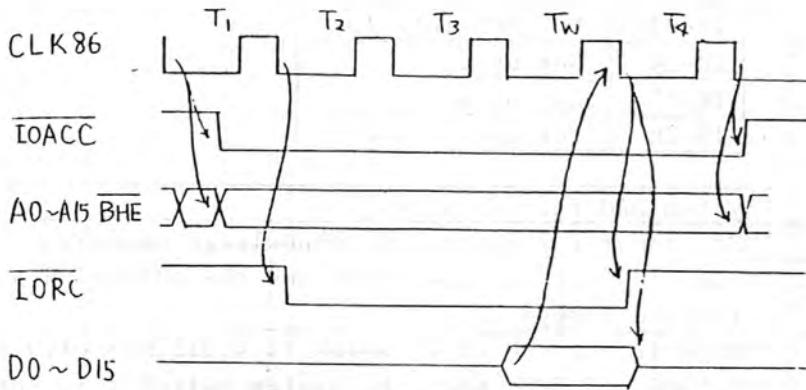 T1 T2 T3 TW T4
CLK86
IOACC
A0~A15 BHE
IORC
D0~D15